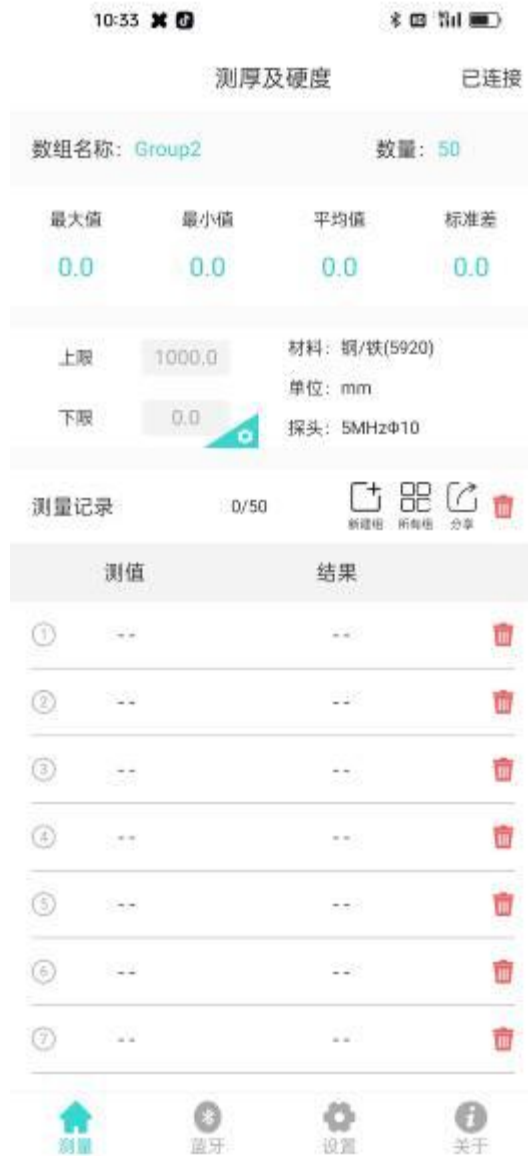 10:33
测厚及硬度 已连接
数组名称：Group2 数量：50
最大值 最小值 平均值 标准差
0.0 0.0 0.0 0.0
上限 1000.0
下限 0.0
材料：钢/铁(5920)
单位：mm
探头：5MHzΦ10
测量记录 0/50 新建组 所有组 分享
测值 结果
① -- --
② -- --
③ -- --
④ -- --
⑤ -- --
⑥ -- --
⑦ -- --
测量 蓝牙 设置 关于